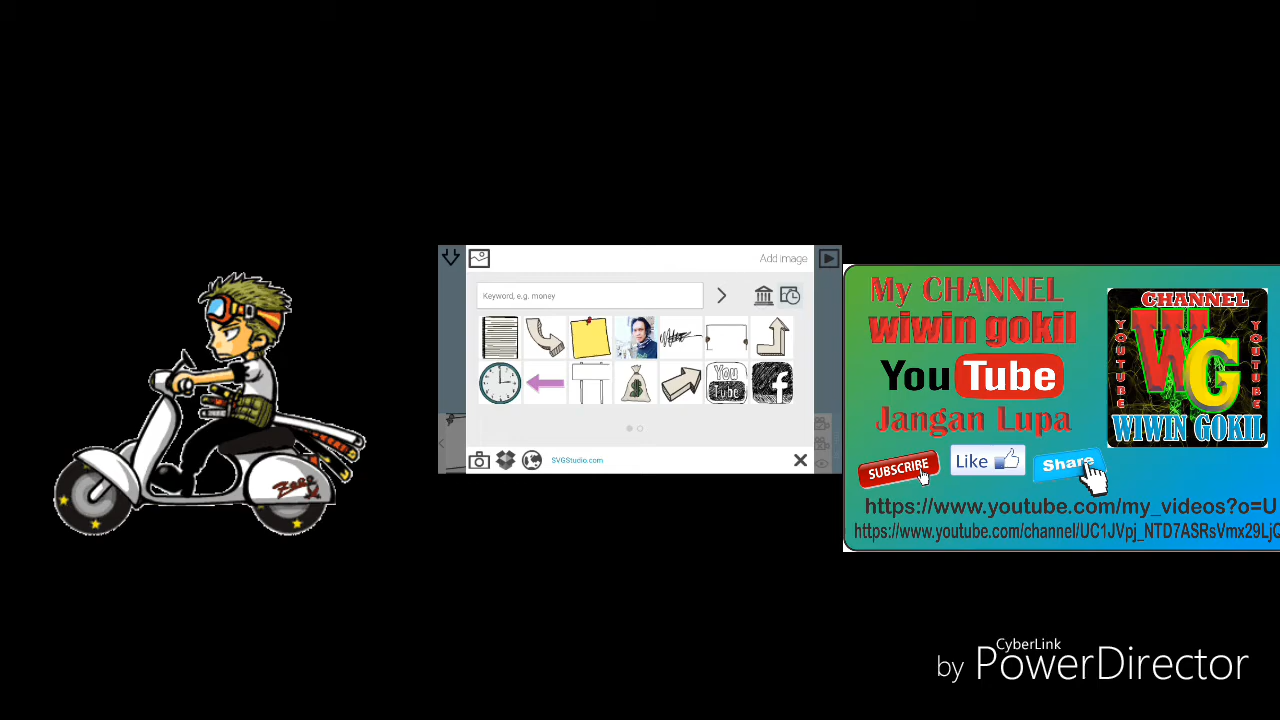 Add image
Keyword, e.g. money
You
Tube
f
SVGStudio.com
My CHANNEL
wiwin gokil
You Tube
Jangan Lupa
SUBSCRIBE
Like
Share
https://www.youtube.com/my_videos?o=U
https://www.youtube.com/channel/UC1JVpj_NTD7ASRsVmx29LjQ
CHANNEL
YOUTUBE
WG
YOUTUBE
WIWIN GOKIL
CyberLink
by PowerDirector